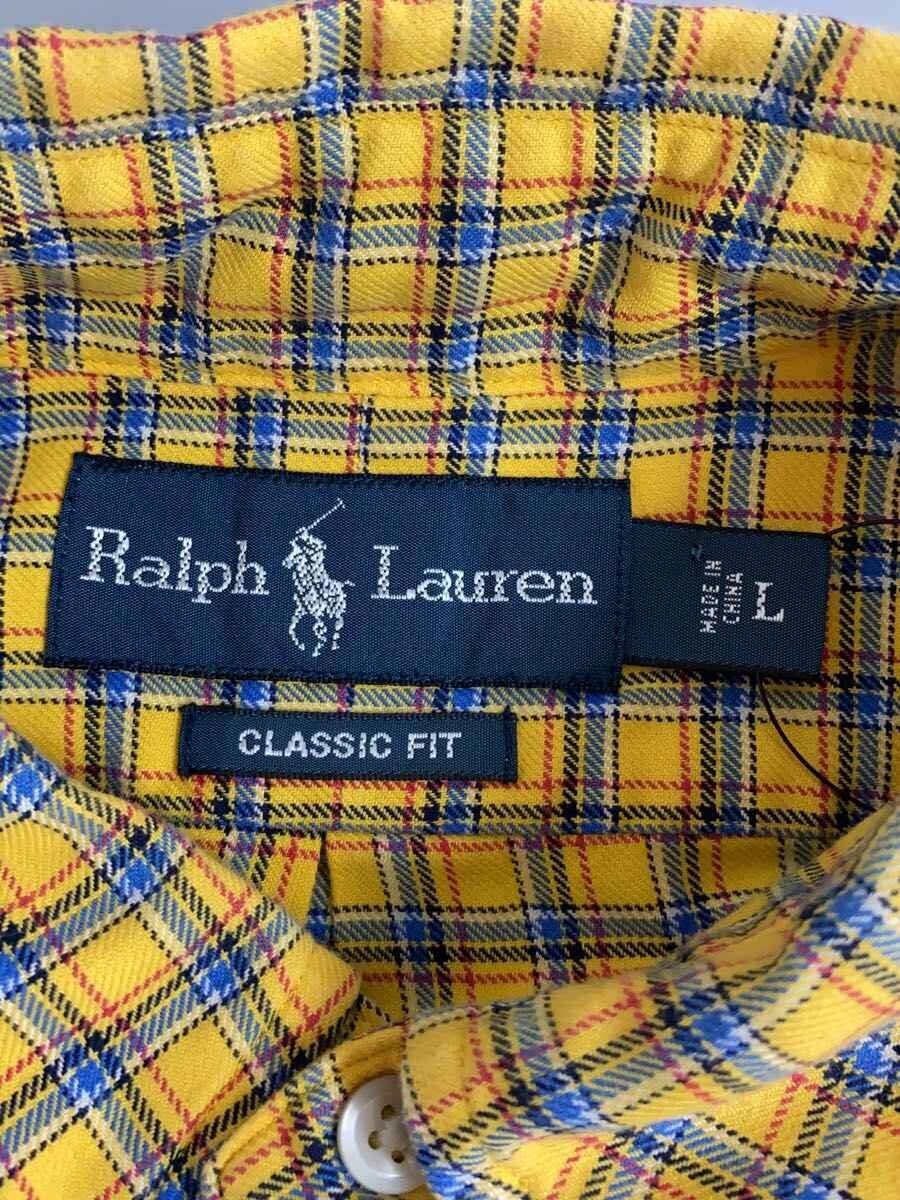 Ralph Lauren
MADE IN
CHINA
L
CLASSIC FIT